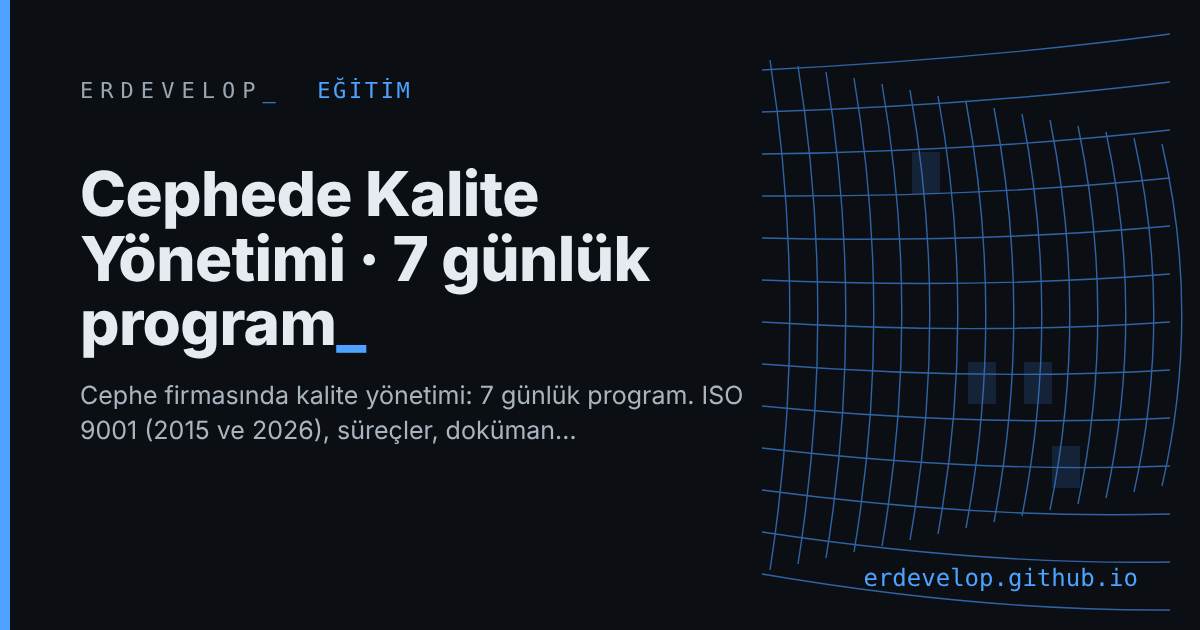 ERDEVELOP_ EĞİTİM
Cephede Kalite
Yönetimi · 7 günlük
program_
Cephe firmasında kalite yönetimi: 7 günlük program. ISO
9001 (2015 ve 2026), süreçler, doküman…
erdevelop.github.io